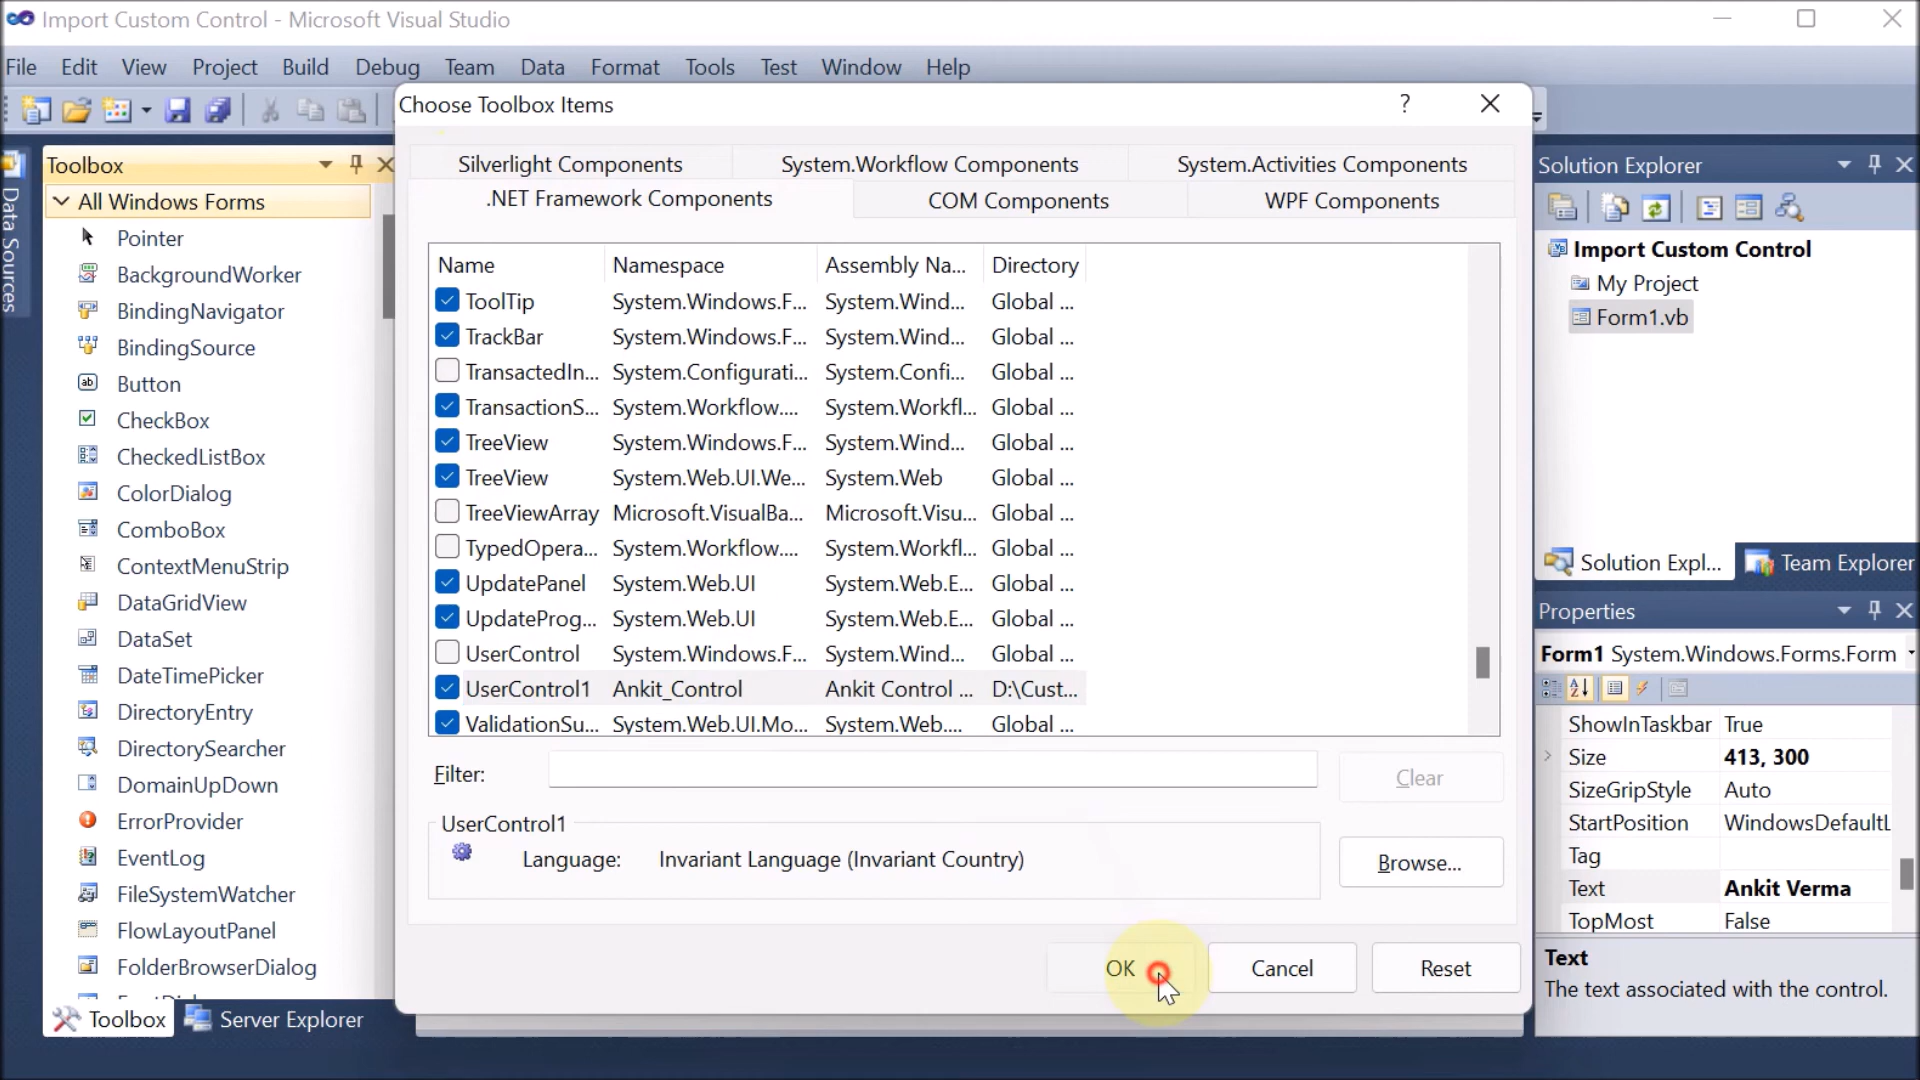 Import Custom Control - Microsoft Visual Studio
File Edit View Project Build Debug Team Data Format Tools Test Window Help
Data Sources
Toolbox
All Windows Forms
Pointer
BackgroundWorker
BindingNavigator
BindingSource
Button
CheckBox
CheckedListBox
ColorDialog
ComboBox
ContextMenuStrip
DataGridView
DataSet
DateTimePicker
DirectoryEntry
DirectorySearcher
DomainUpDown
ErrorProvider
EventLog
FileSystemWatcher
FlowLayoutPanel
FolderBrowserDialog
Toolbox Server Explorer
Choose Toolbox Items ?
Silverlight Components System.Workflow Components System.Activities Components
.NET Framework Components COM Components WPF Components
Name Namespace Assembly Na... Directory
ToolTip System.Windows.F... System.Wind... Global ...
TrackBar System.Windows.F... System.Wind... Global ...
TransactedIn... System.Configurati... System.Confi... Global ...
TransactionS... System.Workflow.... System.Workfl... Global ...
TreeView System.Windows.F... System.Wind... Global ...
TreeView System.Web.UI.We... System.Web Global ...
TreeViewArray Microsoft.VisualBa... Microsoft.Visu... Global ...
TypedOpera... System.Workflow.... System.Workfl... Global ...
UpdatePanel System.Web.UI System.Web.E... Global ...
UpdateProg... System.Web.UI System.Web.E... Global ...
UserControl System.Windows.F... System.Wind... Global ...
UserControl1 Ankit_Control Ankit Control ... D:\Cust...
ValidationSu... System.Web.UI.Mo... System.Web.... Global ...
Filter: Clear
UserControl1
Language: Invariant Language (Invariant Country)
Browse...
OK Cancel Reset
Solution Explorer
Import Custom Control
My Project
Form1.vb
Solution Expl... Team Explorer
Properties
Form1 System.Windows.Forms.Form
ShowInTaskbar True
Size 413, 300
SizeGripStyle Auto
StartPosition WindowsDefaultL
Tag
Text Ankit Verma
TopMost False
Text
The text associated with the control.